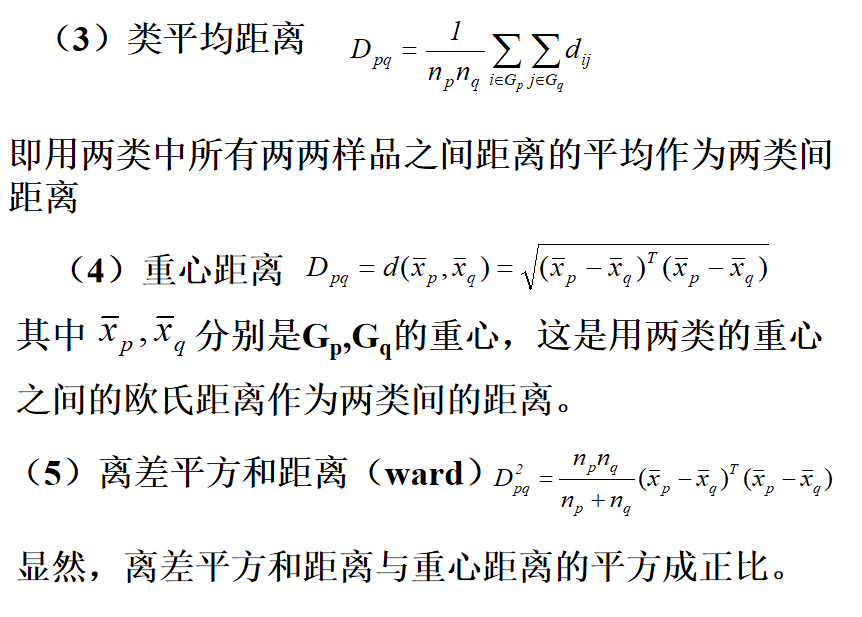 （3）类平均距离 $D_{pq} = \frac{1}{n_p n_q} \sum_{i \in G_p} \sum_{j \in G_q} d_{ij}$
即用两类中所有两两样品之间距离的平均作为两类间
距离
（4）重心距离 $D_{pq} = d(\bar{x}_p, \bar{x}_q) = \sqrt{(\bar{x}_p - \bar{x}_q)^T (\bar{x}_p - \bar{x}_q)}$
其中 $\bar{x}_p, \bar{x}_q$ 分别是$G_p$,$G_q$的重心，这是用两类的重心
之间的欧氏距离作为两类间的距离。
（5）离差平方和距离（ward）$D_{pq}^2 = \frac{n_p n_q}{n_p + n_q} (\bar{x}_p - \bar{x}_q)^T (\bar{x}_p - \bar{x}_q)$
显然，离差平方和距离与重心距离的平方成正比。